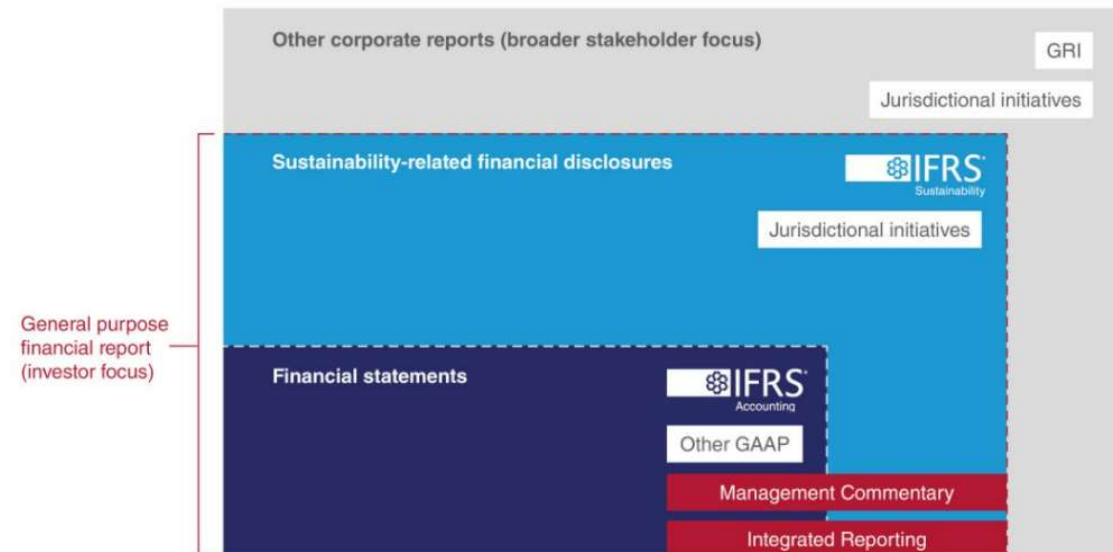 Other corporate reports (broader stakeholder focus)
GRI
Jurisdictional initiatives
Sustainability-related financial disclosures
IFRS®
Sustainability
Jurisdictional initiatives
General purpose
financial report
(investor focus)
Financial statements
IFRS®
Accounting
Other GAAP
Management Commentary
Integrated Reporting